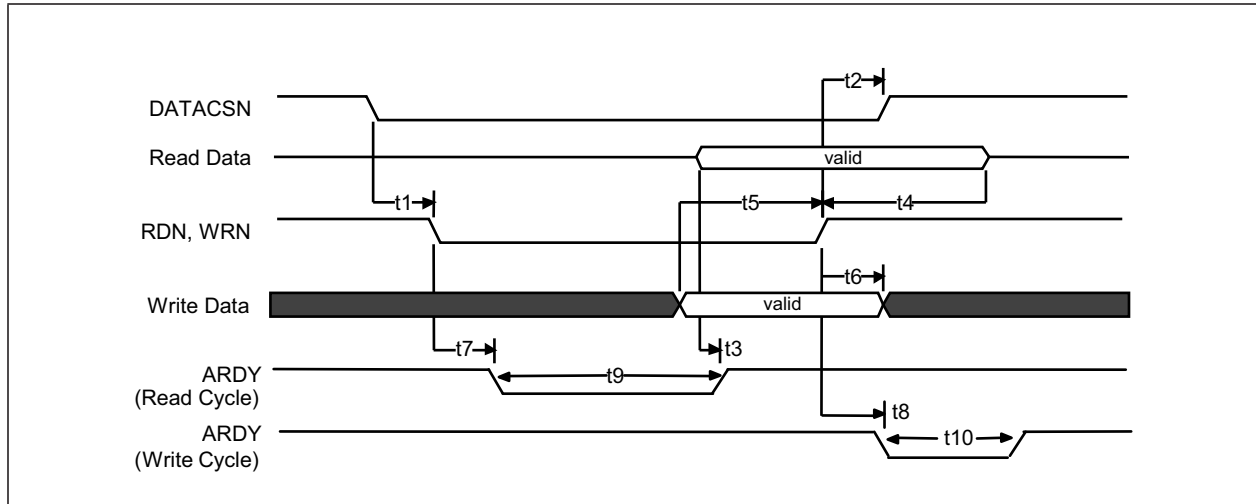 t2
DATACSN
Read Data
valid
t1
t5
t4
RDN, WRN
t6
Write Data
valid
t7
t3
ARDY
t9
(Read Cycle)
t8
ARDY
t10
(Write Cycle)